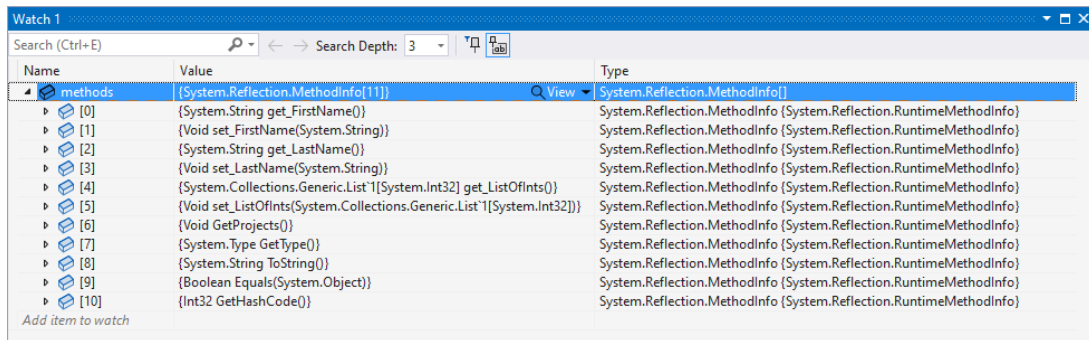 Watch 1
Search (Ctrl+E) Search Depth: 3
Name Value Type
methods {System.Reflection.MethodInfo[11]} View System.Reflection.MethodInfo[]
[0] {System.String get_FirstName()} System.Reflection.MethodInfo {System.Reflection.RuntimeMethodInfo}
[1] {Void set_FirstName(System.String)} System.Reflection.MethodInfo {System.Reflection.RuntimeMethodInfo}
[2] {System.String get_LastName()} System.Reflection.MethodInfo {System.Reflection.RuntimeMethodInfo}
[3] {Void set_LastName(System.String)} System.Reflection.MethodInfo {System.Reflection.RuntimeMethodInfo}
[4] {System.Collections.Generic.List`1[System.Int32] get_ListOfInts()} System.Reflection.MethodInfo {System.Reflection.RuntimeMethodInfo}
[5] {Void set_ListOfInts(System.Collections.Generic.List`1[System.Int32])} System.Reflection.MethodInfo {System.Reflection.RuntimeMethodInfo}
[6] {Void GetProjects()} System.Reflection.MethodInfo {System.Reflection.RuntimeMethodInfo}
[7] {System.Type GetType()} System.Reflection.MethodInfo {System.Reflection.RuntimeMethodInfo}
[8] {System.String ToString()} System.Reflection.MethodInfo {System.Reflection.RuntimeMethodInfo}
[9] {Boolean Equals(System.Object)} System.Reflection.MethodInfo {System.Reflection.RuntimeMethodInfo}
[10] {Int32 GetHashCode()} System.Reflection.MethodInfo {System.Reflection.RuntimeMethodInfo}
Add item to watch